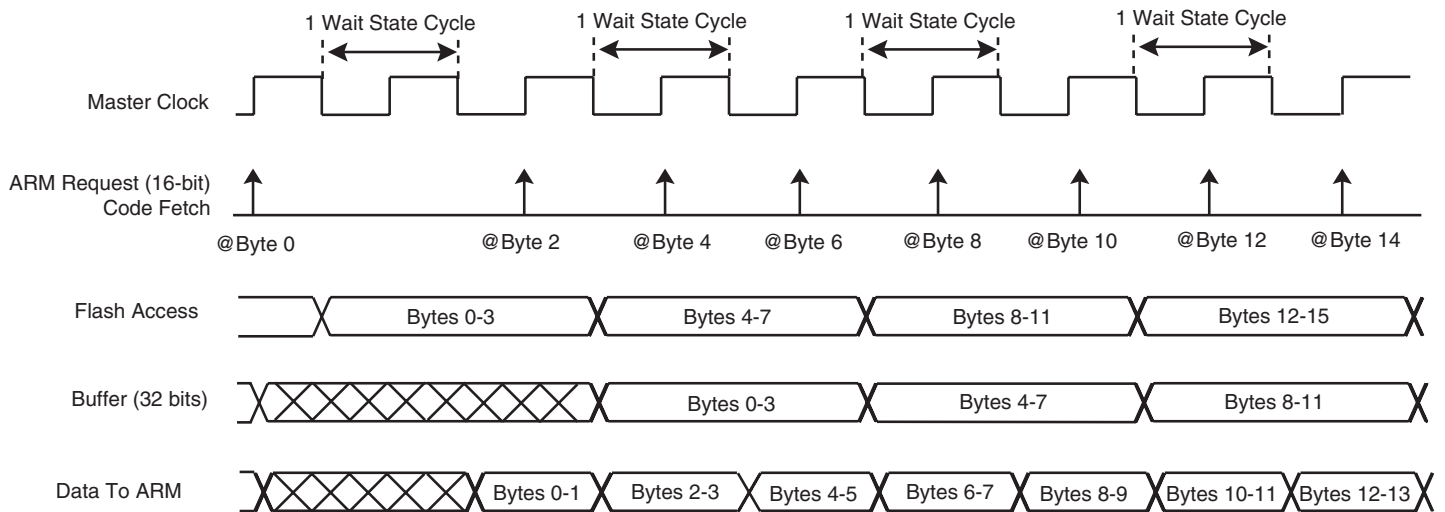 1 Wait State Cycle 1 Wait State Cycle 1 Wait State Cycle 1 Wait State Cycle
Master Clock
ARM Request (16-bit)
Code Fetch
@Byte 0 @Byte 2 @Byte 4 @Byte 6 @Byte 8 @Byte 10 @Byte 12 @Byte 14
Flash Access Bytes 0-3 Bytes 4-7 Bytes 8-11 Bytes 12-15
Buffer (32 bits) Bytes 0-3 Bytes 4-7 Bytes 8-11
Data To ARM Bytes 0-1 Bytes 2-3 Bytes 4-5 Bytes 6-7 Bytes 8-9 Bytes 10-11 Bytes 12-13